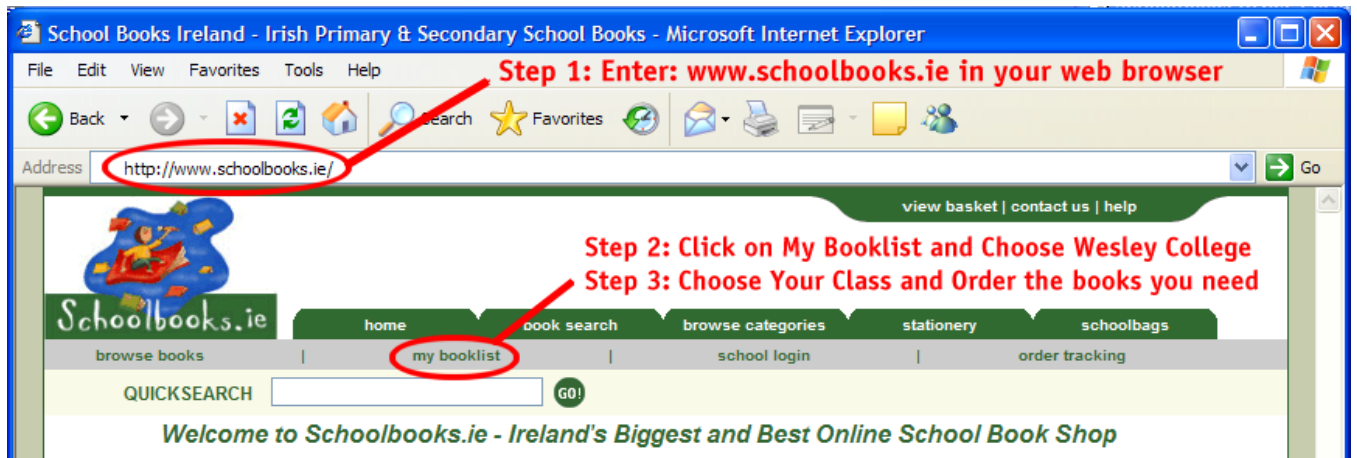 School Books Ireland - Irish Primary & Secondary School Books - Microsoft Internet Explorer
File Edit View Favorites Tools Help
Step 1: Enter: www.schoolbooks.ie in your web browser
Back Search Favorites
Address http://www.schoolbooks.ie/ Go
view basket | contact us | help
Step 2: Click on My Booklist and Choose Wesley College
Step 3: Choose Your Class and Order the books you need
Schoolbooks.ie
home book search browse categories stationery schoolbags
browse books | my booklist | school login | order tracking
QUICKSEARCH GO!
Welcome to Schoolbooks.ie - Ireland's Biggest and Best Online School Book Shop